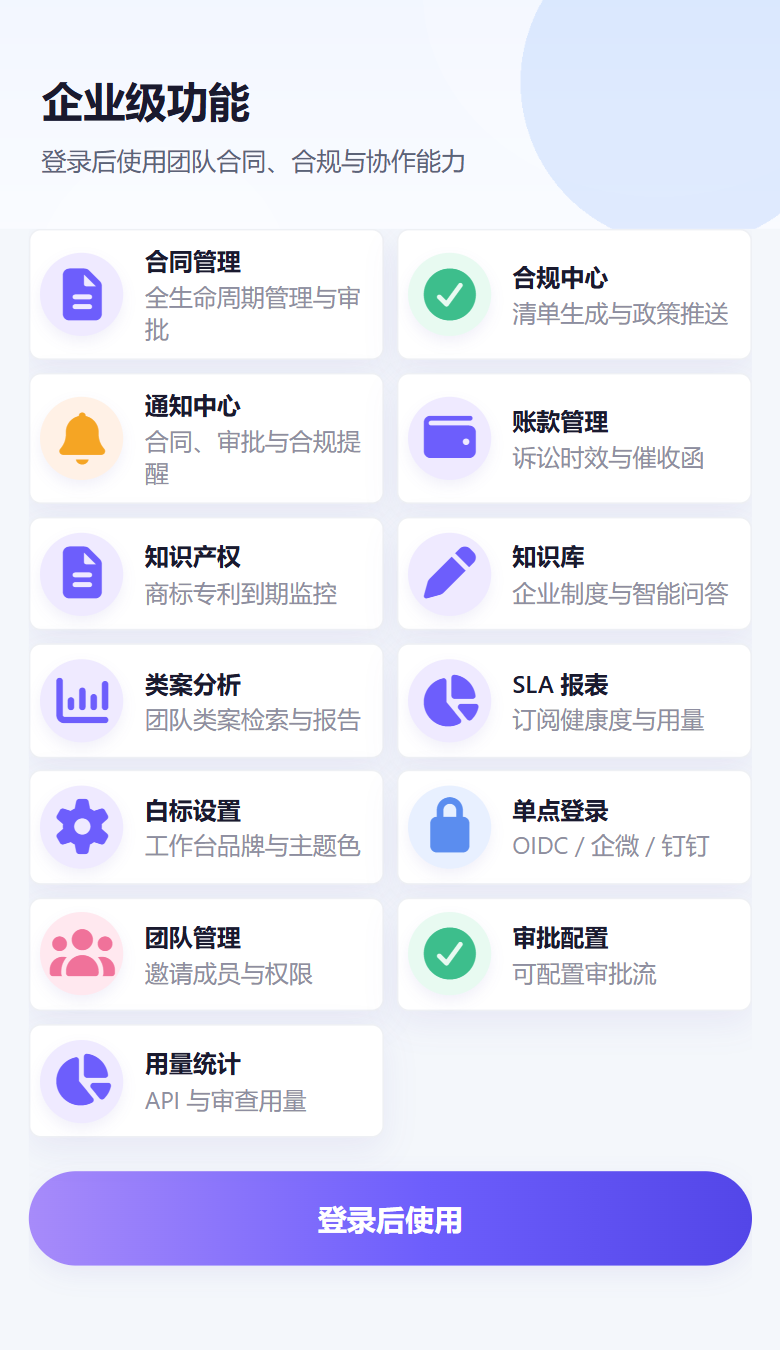 企业级功能
登录后使用团队合同、合规与协作能力
合同管理
全生命周期管理与审
批
合规中心
清单生成与政策推送
通知中心
合同、审批与合规提
醒
账款管理
诉讼时效与催收函
知识产权
商标专利到期监控
知识库
企业制度与智能问答
类案分析
团队类案检索与报告
SLA 报表
订阅健康度与用量
白标设置
工作台品牌与主题色
单点登录
OIDC / 企微 / 钉钉
团队管理
邀请成员与权限
审批配置
可配置审批流
用量统计
API 与审查用量
登录后使用